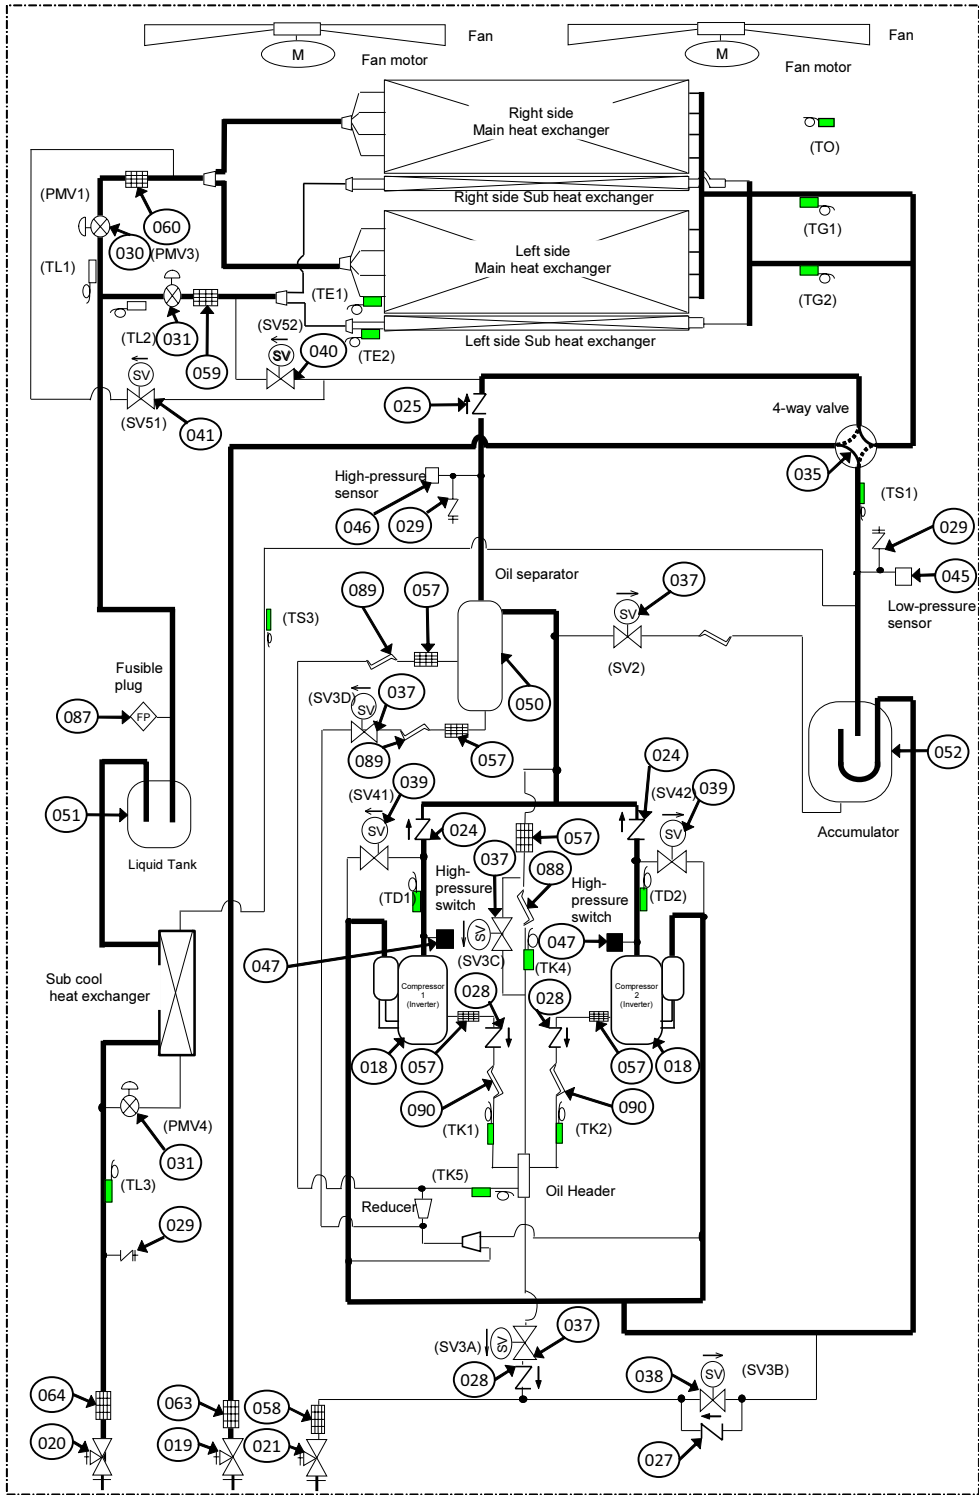 Fan
Fan
M
M
Fan motor
Fan motor
Right side
Main heat exchanger
(TO)
(PMV1)
Right side Sub heat exchanger
060
(TG1)
030
(PMV3)
Left side
Main heat exchanger
(TL1)
(TE1)
(TG2)
(TL2)
031
(SV52)
Left side Sub heat exchanger
(TE2)
059
SV
040
SV
025
4-way valve
(SV51)
041
035
High-pressure
sensor
(TS1)
046
029
029
045
Oil separator
Low-pressure
sensor
089
057
037
SV
(TS3)
(SV2)
Fusible
plug
050
(SV3D)
037
SV
087
FP
089
057
052
024
039
(SV41)
(SV42)
039
051
SV
024
057
SV
Accumulator
Liquid Tank
037
088
(TD1)
High-
pressure
switch
High-
pressure
switch
(TD2)
SV
047
047
(SV3C)
(TK4)
Sub cool
heat exchanger
Compressor
1
(Inverter)
028
028
Compressor
2
(Inverter)
018
057
057
018
090
090
(PMV4)
(TK1)
(TK2)
031
(TL3)
(TK5)
Oil Header
Reducer
029
(SV3A)
SV
037
028
038
SV
(SV3B)
064
063
058
020
019
021
027